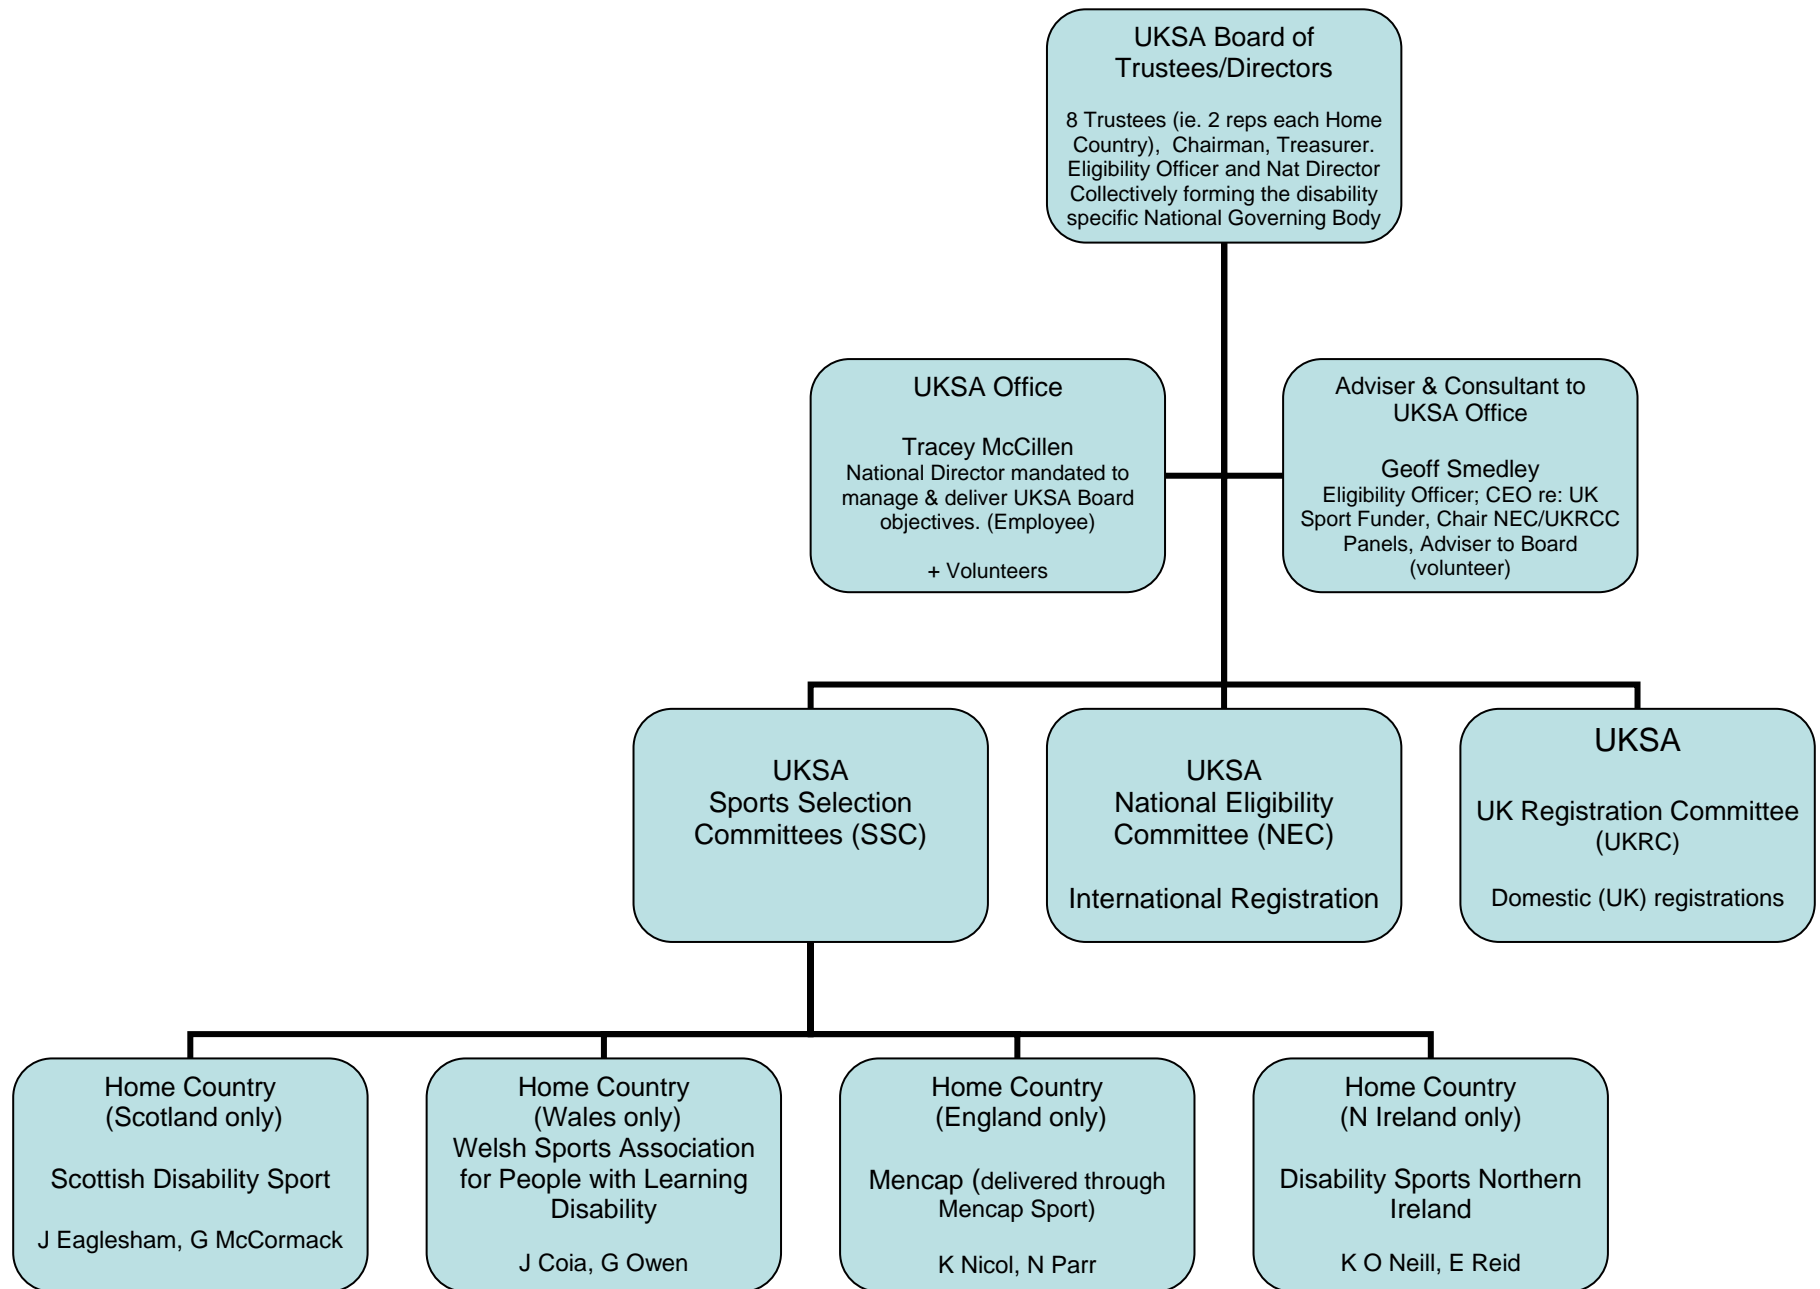 UKSA Board of
Trustees/Directors
8 Trustees (ie. 2 reps each Home
Country),  Chairman, Treasurer.
Eligibility Officer and Nat Director
Collectively forming the disability
specific National Governing Body
UKSA Office
Tracey McCillen
National Director mandated to
manage & deliver UKSA Board
objectives. (Employee)
+ Volunteers
Adviser & Consultant to
UKSA Office
Geoff Smedley
Eligibility Officer; CEO re: UK
Sport Funder, Chair NEC/UKRCC
Panels, Adviser to Board
(volunteer)
UKSA
Sports Selection
Committees (SSC)
UKSA
National Eligibility
Committee (NEC)
International Registration
UKSA
UK Registration Committee
(UKRC)
Domestic (UK) registrations
Home Country
(Scotland only)
Scottish Disability Sport
J Eaglesham, G McCormack
Home Country
(Wales only)
Welsh Sports Association
for People with Learning
Disability
J Coia, G Owen
Home Country
(England only)
Mencap (delivered through
Mencap Sport)
K Nicol, N Parr
Home Country
(N Ireland only)
Disability Sports Northern
Ireland
K O Neill, E Reid